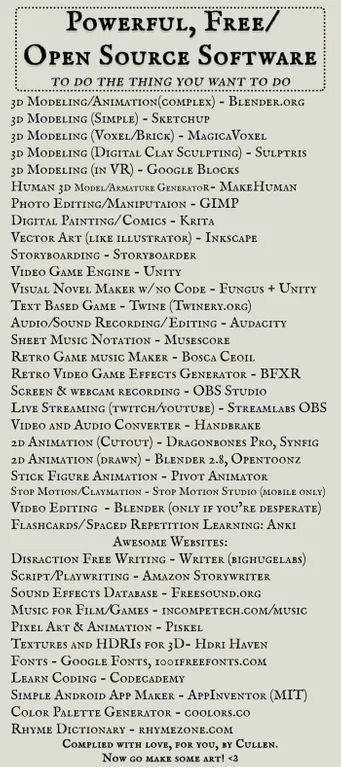 Powerful, Free/
Open Source Software
to do the thing you want to do
3d Modeling/Animation(complex) - Blender.org
3d Modeling (Simple) - Sketchup
3d Modeling (Voxel/Brick) - MagicaVoxel
3d Modeling (Digital Clay Sculpting) - Sulptris
3d Modeling (in VR) - Google Blocks
Human 3d Model/Armature Generator- MakeHuman
Photo Editing/Maniputaion - GIMP
Digital Painting/Comics - Krita
Vector Art (like illustrator) - Inkscape
Storyboarding - Storyboarder
Video Game Engine - Unity
Visual Novel Maker w/no Code - Fungus + Unity
Text Based Game - Twine (Twinery.org)
Audio/Sound Recording/Editing - Audacity
Sheet Music Notation - Musescore
Retro Game music Maker - Bosca Ceoil
Retro Video Game Effects Generator - BFXR
Screen & webcam recording - OBS Studio
Live Streaming (twitch/youtube) - Streamlabs OBS
Video and Audio Converter - Handbrake
2d Animation (Cutout) - Dragonbones Pro, Synfig
2d Animation (drawn) - Blender 2.8, Opentoonz
Stick Figure Animation - Pivot Animator
Stop Motion/Claymation - Stop Motion Studio (mobile only)
Video Editing - Blender (only if you're desperate)
Flashcards/Spaced Repetition Learning: Anki
Awesome Websites:
Disraction Free Writing - Writer (bighugelabs)
Script/Playwriting - Amazon Storywriter
Sound Effects Database - Freesound.org
Music for Film/Games - incompetech.com/music
Pixel Art & Animation - Piskel
Textures and HDRIs for 3D- Hdri Haven
Fonts - Google Fonts, 1001freefonts.com
Learn Coding - Codecademy
Simple Android App Maker - AppInventor (MIT)
Color Palette Generator - coolors.co
Rhyme Dictionary - rhymezone.com
Complied with love, for you, by Cullen.
Now go make some art! <3